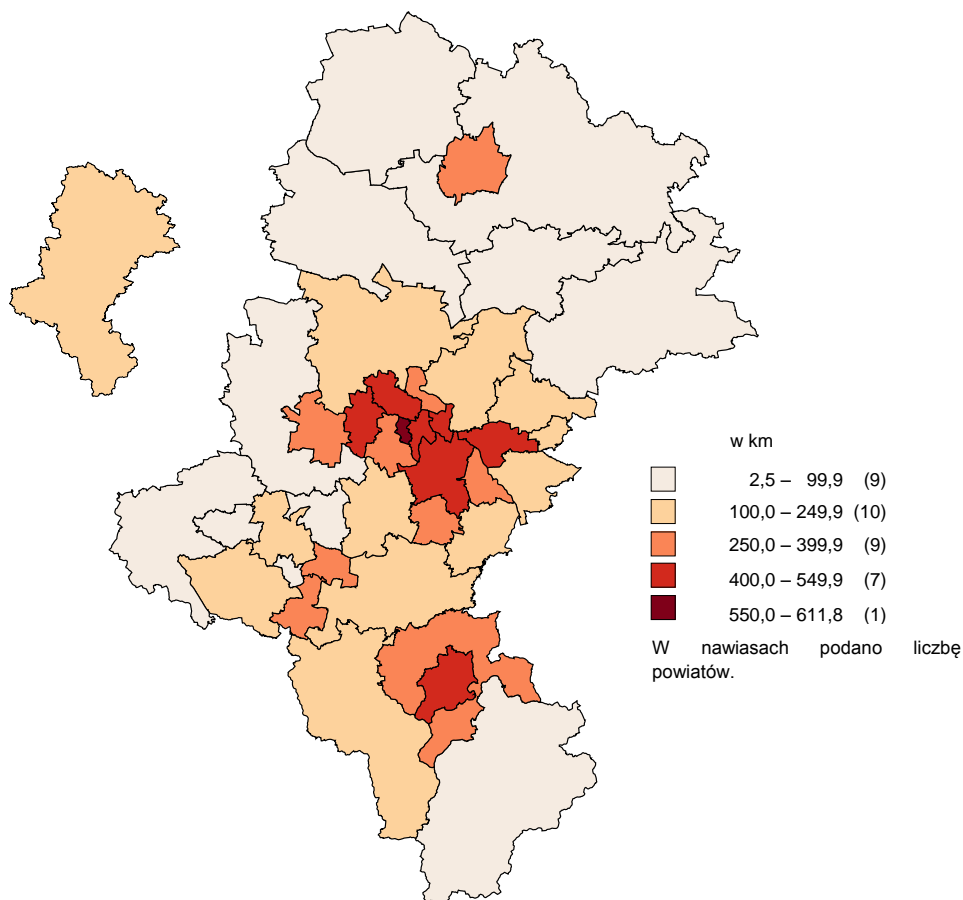 w km
2,5 – 99,9 (9)
100,0 – 249,9 (10)
250,0 – 399,9 (9)
400,0 – 549,9 (7)
550,0 – 611,8 (1)
W nawiasach podano liczbę
powiatów.